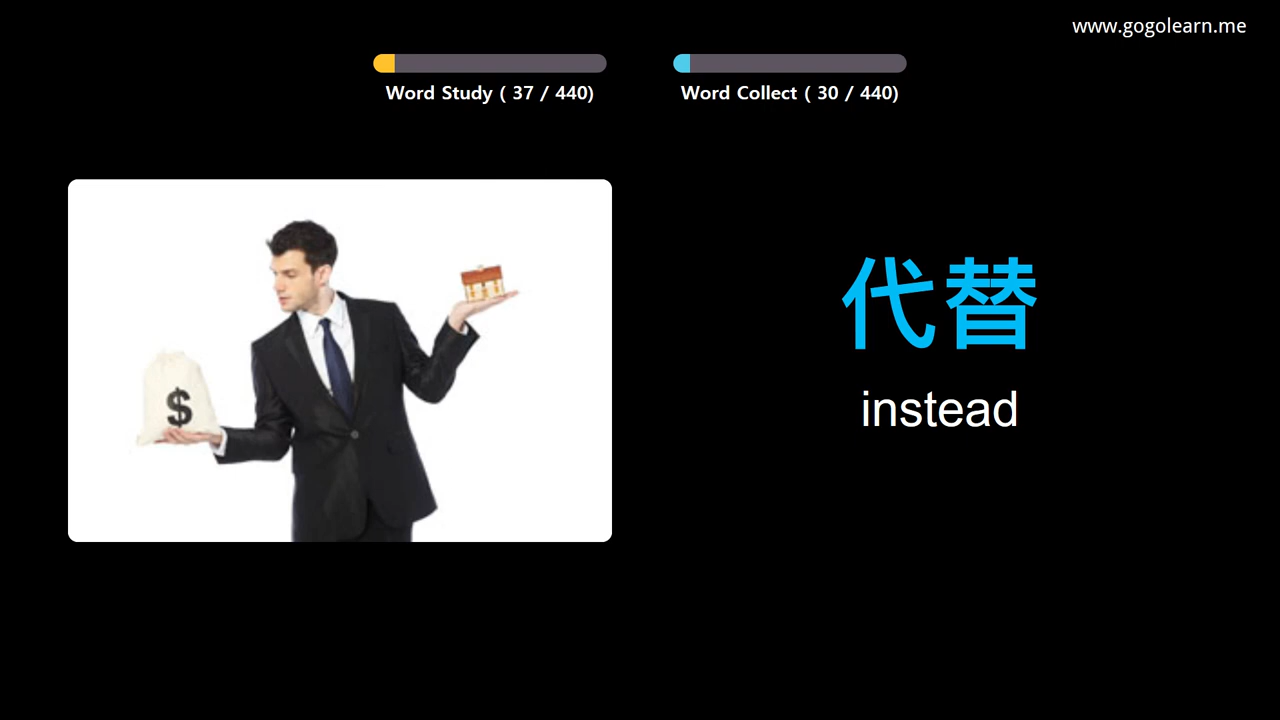 www.gogolearn.me
Word Study ( 37 / 440)
Word Collect ( 30 / 440)
$
代替
instead